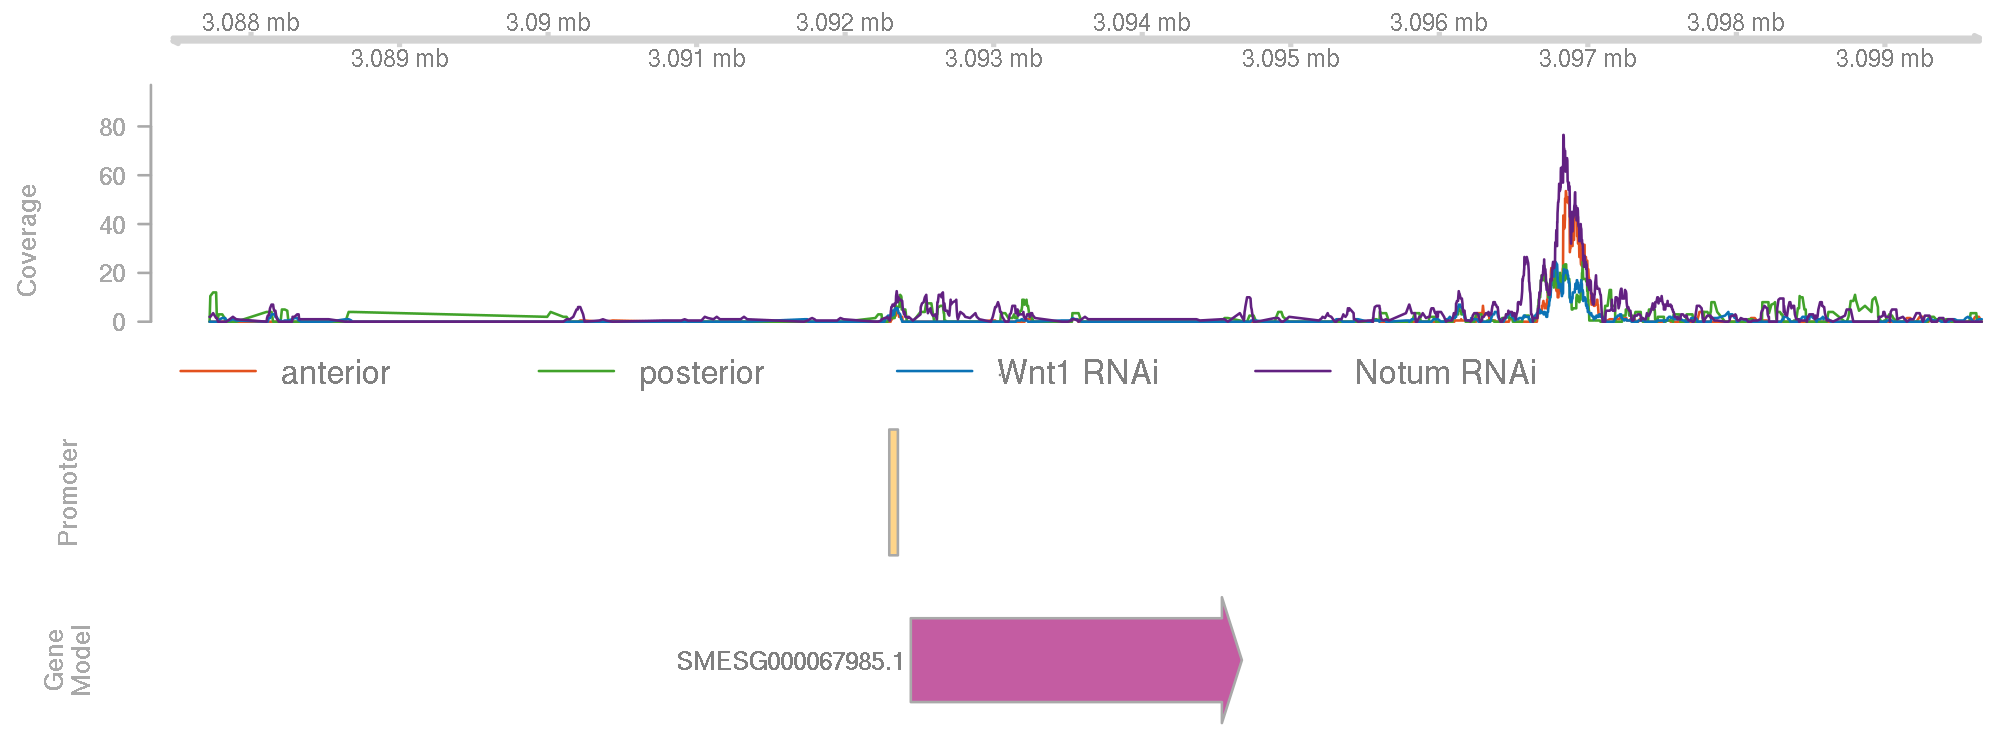 3.088 mb 3.09 mb 3.092 mb 3.094 mb 3.096 mb 3.098 mb
3.089 mb 3.091 mb 3.093 mb 3.095 mb 3.097 mb 3.099 mb
Coverage
80
60
40
20
0
anterior posterior Wnt1 RNAi Notum RNAi
Promoter
Gene
Model
SMESG000067985.1